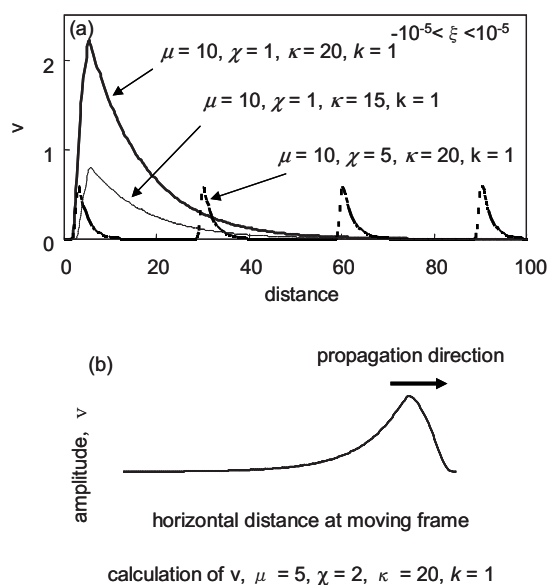 (a)
-10⁻⁵< ξ <10⁻⁵
μ = 10, χ = 1, κ = 20, k = 1
μ = 10, χ = 1, κ = 15, k = 1
μ = 10, χ = 5, κ = 20, k = 1
2
1
0
v
0 20 40 60 80 100
distance
(b)
propagation direction
amplitude, v
horizontal distance at moving frame
calculation of v, μ = 5, χ = 2, κ = 20, k = 1